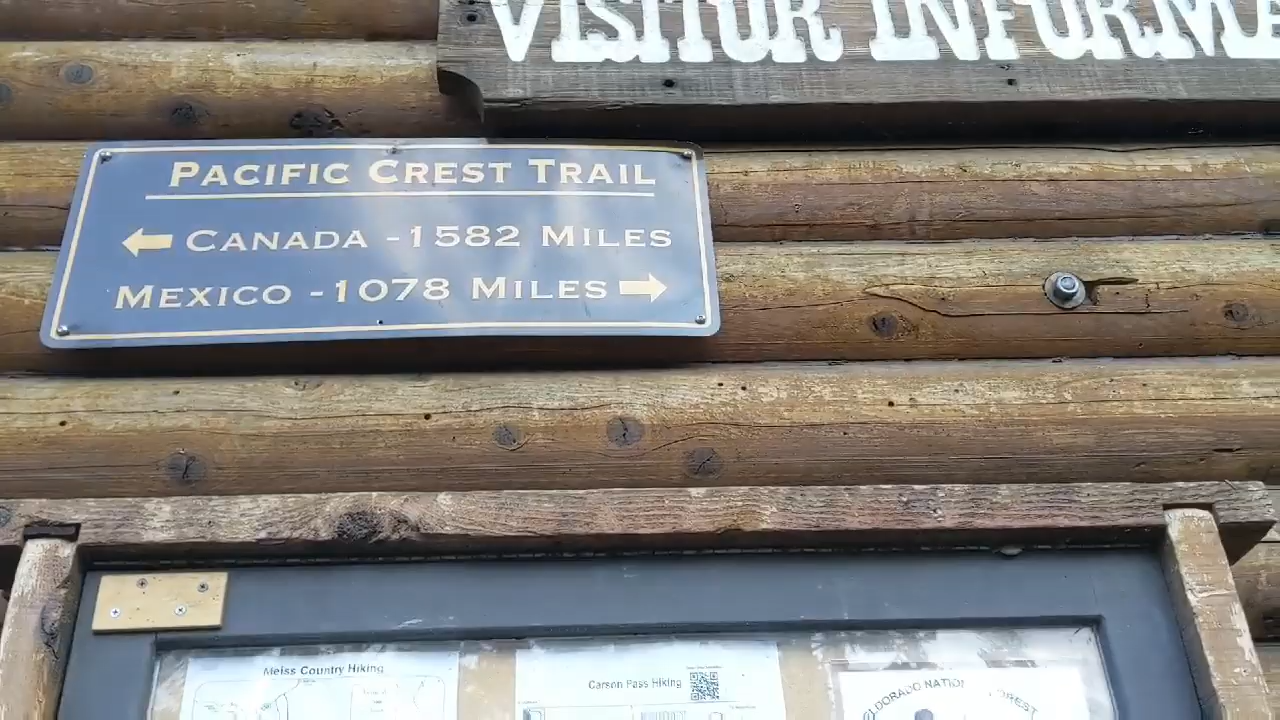 VISITOR
PACIFIC CREST TRAIL
CANADA - 1582 MILES
MEXICO - 1078 MILES
Meiss Country Hiking
Carson Pass Hiking